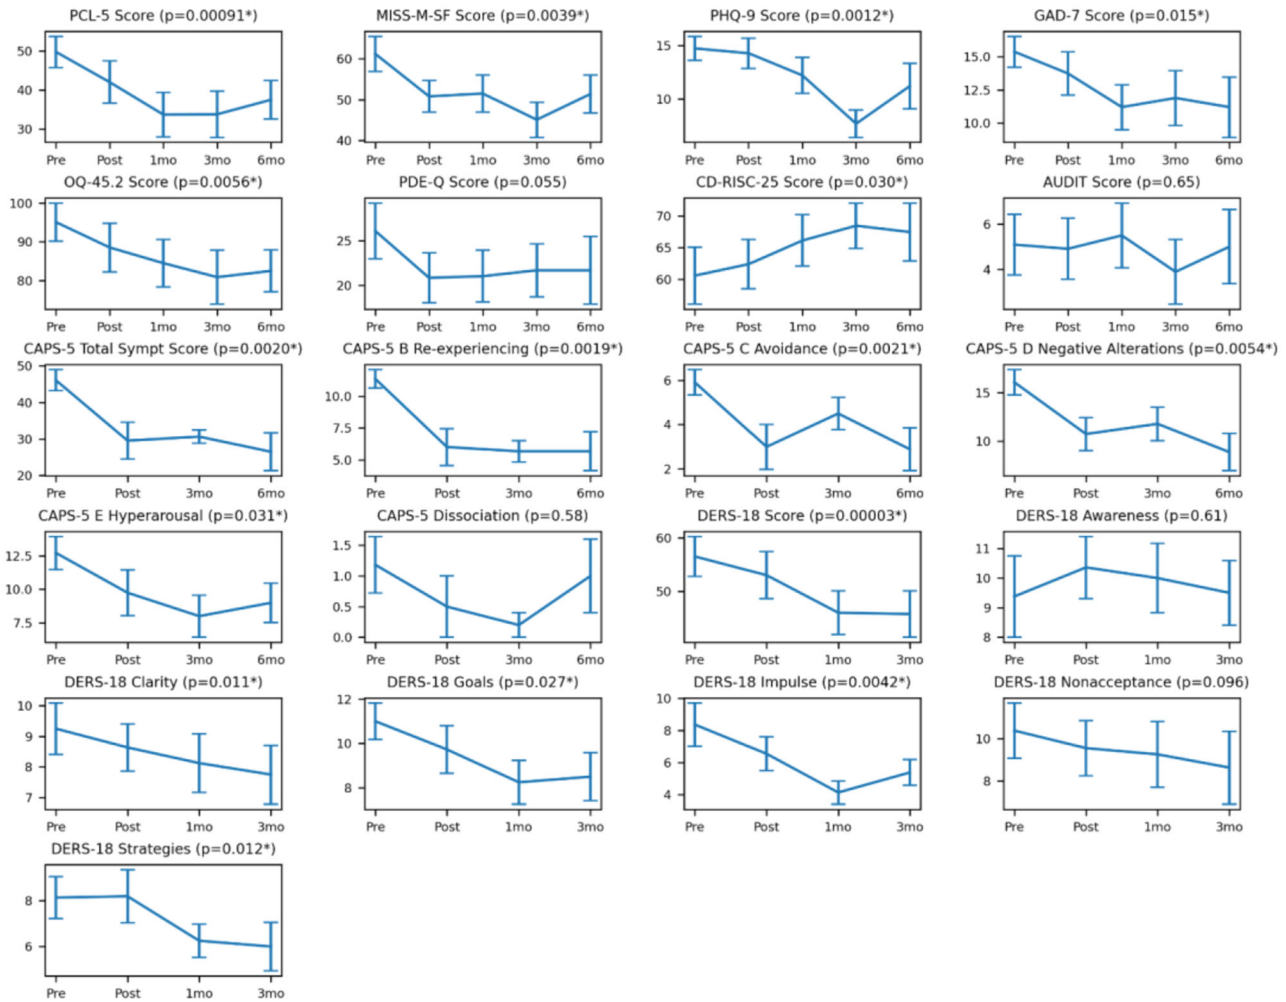 PCL-5 Score (p=0.00091*)
50
40
30
Pre Post 1mo 3mo 6mo
MISS-M-SF Score (p=0.0039*)
60
50
40
Pre Post 1mo 3mo 6mo
PHQ-9 Score (p=0.0012*)
15
10
Pre Post 1mo 3mo 6mo
GAD-7 Score (p=0.015*)
15.0
12.5
10.0
Pre Post 1mo 3mo 6mo
OQ-45.2 Score (p=0.0056*)
100
90
80
Pre Post 1mo 3mo 6mo
PDE-Q Score (p=0.055)
25
20
Pre Post 1mo 3mo 6mo
CD-RISC-25 Score (p=0.030*)
70
65
60
Pre Post 1mo 3mo 6mo
AUDIT Score (p=0.65)
6
4
Pre Post 1mo 3mo 6mo
CAPS-5 Total Sympt Score (p=0.0020*)
50
40
30
20
Pre Post 3mo 6mo
CAPS-5 B Re-experiencing (p=0.0019*)
10.0
7.5
5.0
Pre Post 3mo 6mo
CAPS-5 C Avoidance (p=0.0021*)
6
4
2
Pre Post 3mo 6mo
CAPS-5 D Negative Alterations (p=0.0054*)
15
10
Pre Post 3mo 6mo
CAPS-5 E Hyperarousal (p=0.031*)
12.5
10.0
7.5
Pre Post 3mo 6mo
CAPS-5 Dissociation (p=0.58)
1.5
1.0
0.5
0.0
Pre Post 3mo 6mo
DERS-18 Score (p=0.00003*)
60
50
Pre Post 1mo 3mo
DERS-18 Awareness (p=0.61)
11
10
9
8
Pre Post 1mo 3mo
DERS-18 Clarity (p=0.011*)
10
9
8
7
Pre Post 1mo 3mo
DERS-18 Goals (p=0.027*)
12
10
8
Pre Post 1mo 3mo
DERS-18 Impulse (p=0.0042*)
10
8
6
4
Pre Post 1mo 3mo
DERS-18 Nonacceptance (p=0.096)
10
8
Pre Post 1mo 3mo
DERS-18 Strategies (p=0.012*)
8
6
Pre Post 1mo 3mo